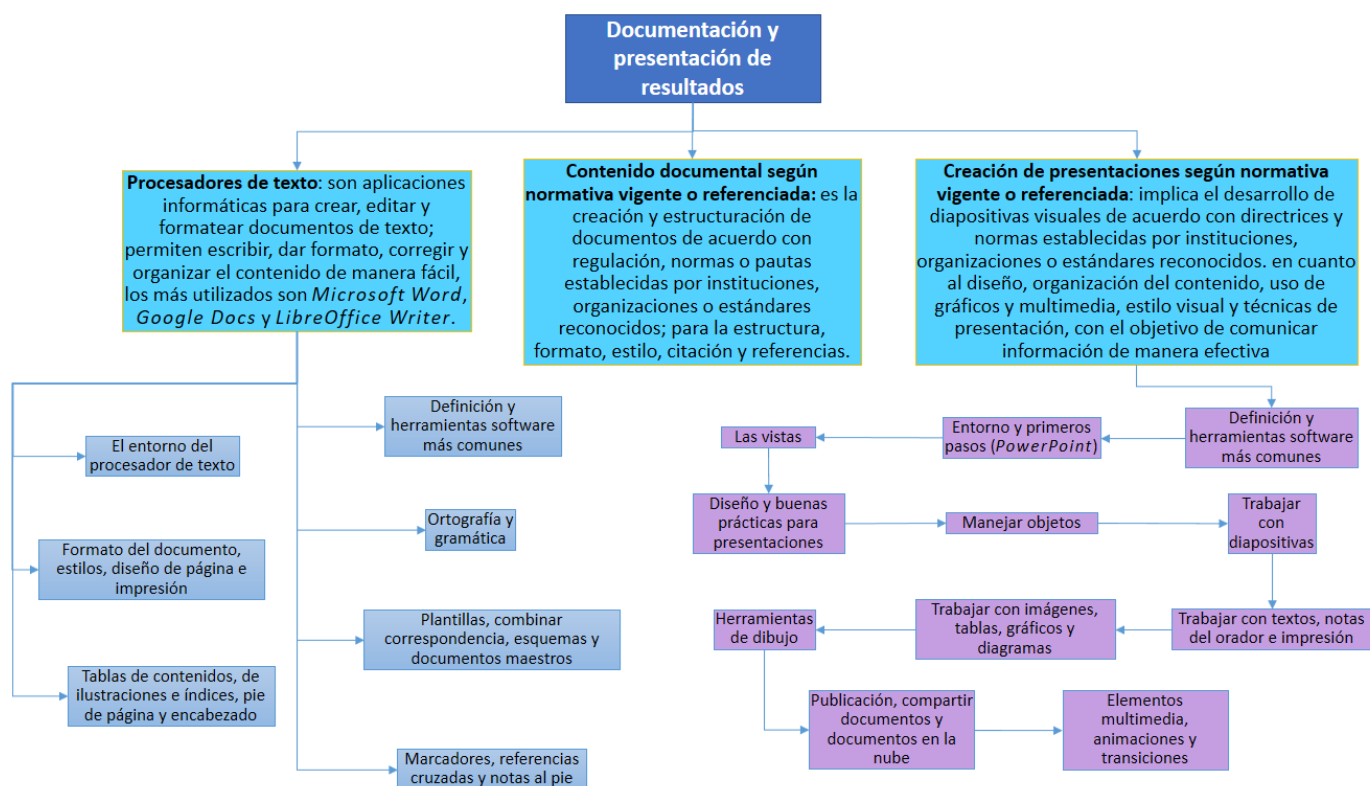 Documentación y
presentación de
resultados
Procesadores de texto: son aplicaciones
informáticas para crear, editar y
formatear documentos de texto;
permiten escribir, dar formato, corregir y
organizar el contenido de manera fácil,
los más utilizados son Microsoft Word,
Google Docs y LibreOffice Writer.
Contenido documental según
normativa vigente o referenciada: es la
creación y estructuración de
documentos de acuerdo con
regulación, normas o pautas
establecidas por instituciones,
organizaciones o estándares
reconocidos; para la estructura,
formato, estilo, citación y referencias.
Creación de presentaciones según normativa
vigente o referenciada: implica el desarrollo de
diapositivas visuales de acuerdo con directrices y
normas establecidas por instituciones,
organizaciones o estándares reconocidos. en cuanto
al diseño, organización del contenido, uso de
gráficos y multimedia, estilo visual y técnicas de
presentación, con el objetivo de comunicar
información de manera efectiva
El entorno del
procesador de texto
Formato del documento,
estilos, diseño de página e
impresión
Tablas de contenidos, de
ilustraciones e índices, pie
de página y encabezado
Definición y
herramientas software
más comunes
Ortografía y
gramática
Plantillas, combinar
correspondencia, esquemas y
documentos maestros
Marcadores, referencias
cruzadas y notas al pie
Definición y
herramientas software
más comunes
Entorno y primeros
pasos (PowerPoint)
Las vistas
Diseño y buenas
prácticas para
presentaciones
Manejar objetos
Trabajar
con
diapositivas
Trabajar con textos, notas
del orador e impresión
Trabajar con imágenes,
tablas, gráficos y
diagramas
Herramientas
de dibujo
Publicación, compartir
documentos y
documentos en la
nube
Elementos
multimedia,
animaciones y
transiciones